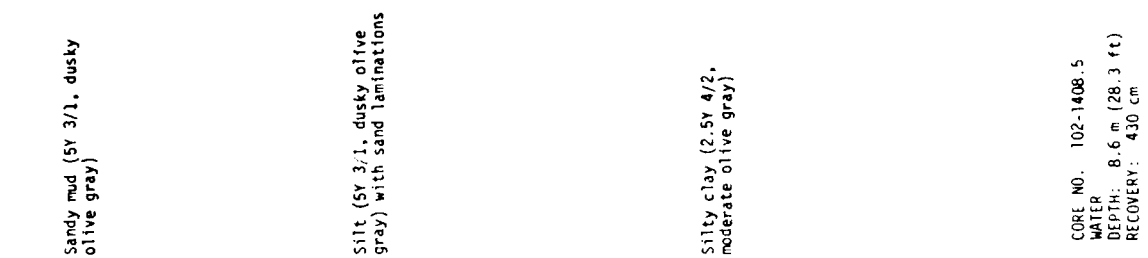 Sandy mud (5Y 3/1, dusky
olive gray)
Silt (5Y 3/1, dusky olive
gray) with sand laminations
Silty clay (2.5Y 4/2,
moderate olive gray)
CORE NO. 102-1408.5
WATER
DEPTH: 8.6 m (28.3 ft)
RECOVERY: 430 cm